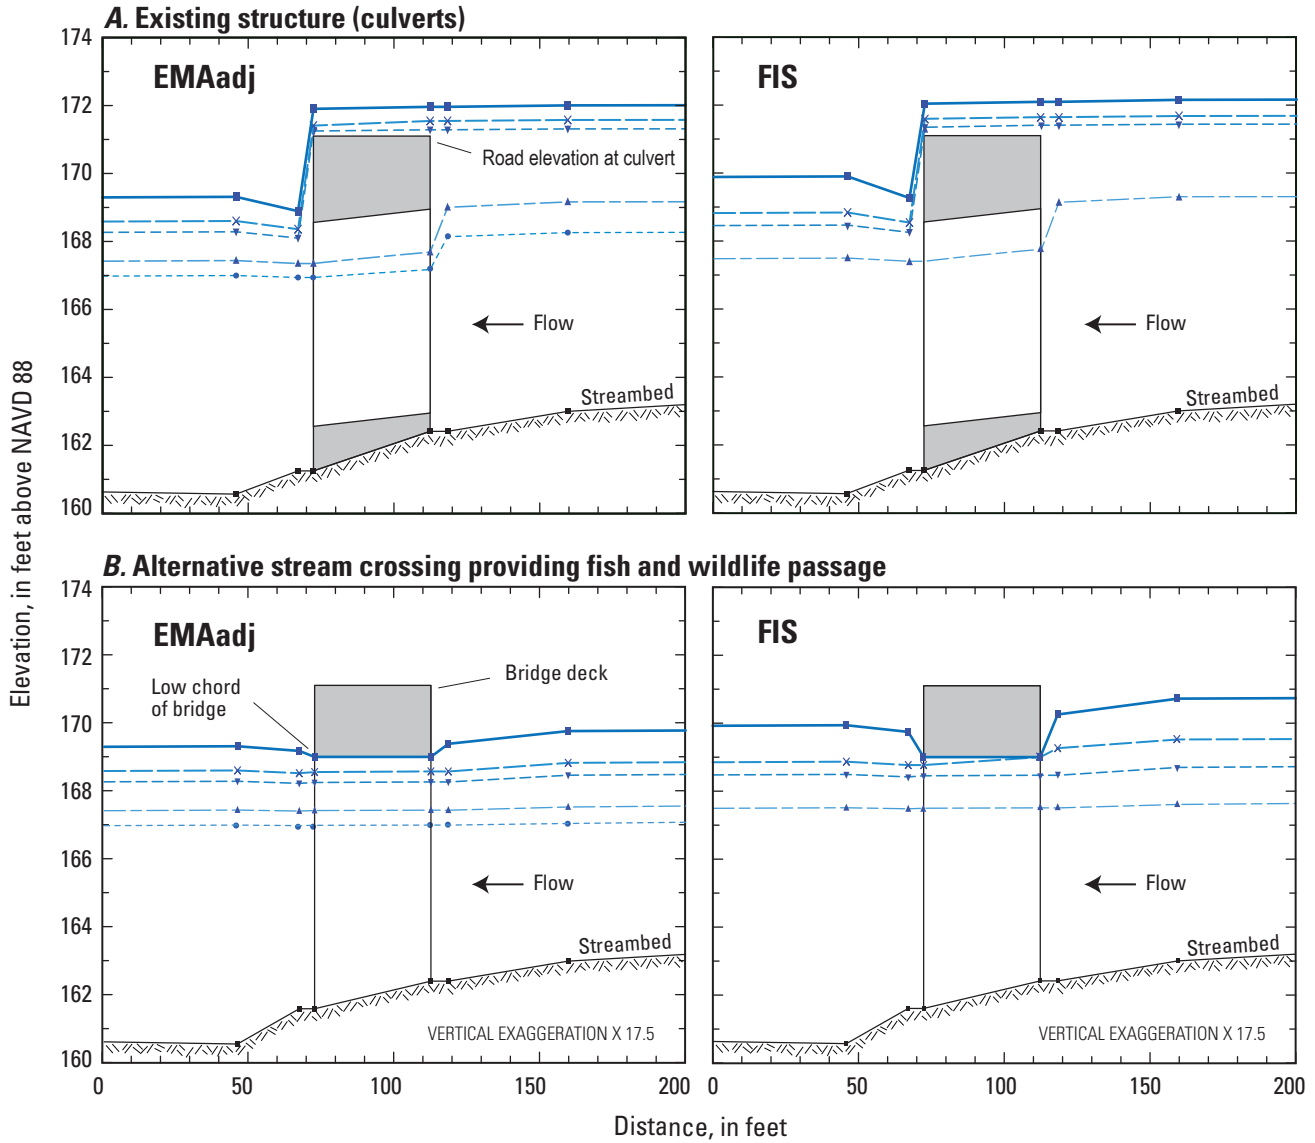 A. Existing structure (culverts)
174
172
170
168
166
164
162
160
EMAadj
Road elevation at culvert
Flow
Streambed
FIS
Flow
Streambed
Elevation, in feet above NAVD 88
B. Alternative stream crossing providing fish and wildlife passage
174
172
170
168
166
164
162
160
EMAadj
Low chord
of bridge
Bridge deck
Flow
Streambed
VERTICAL EXAGGERATION X 17.5
0 50 100 150 200
FIS
Flow
Streambed
VERTICAL EXAGGERATION X 17.5
0 50 100 150 200
Distance, in feet